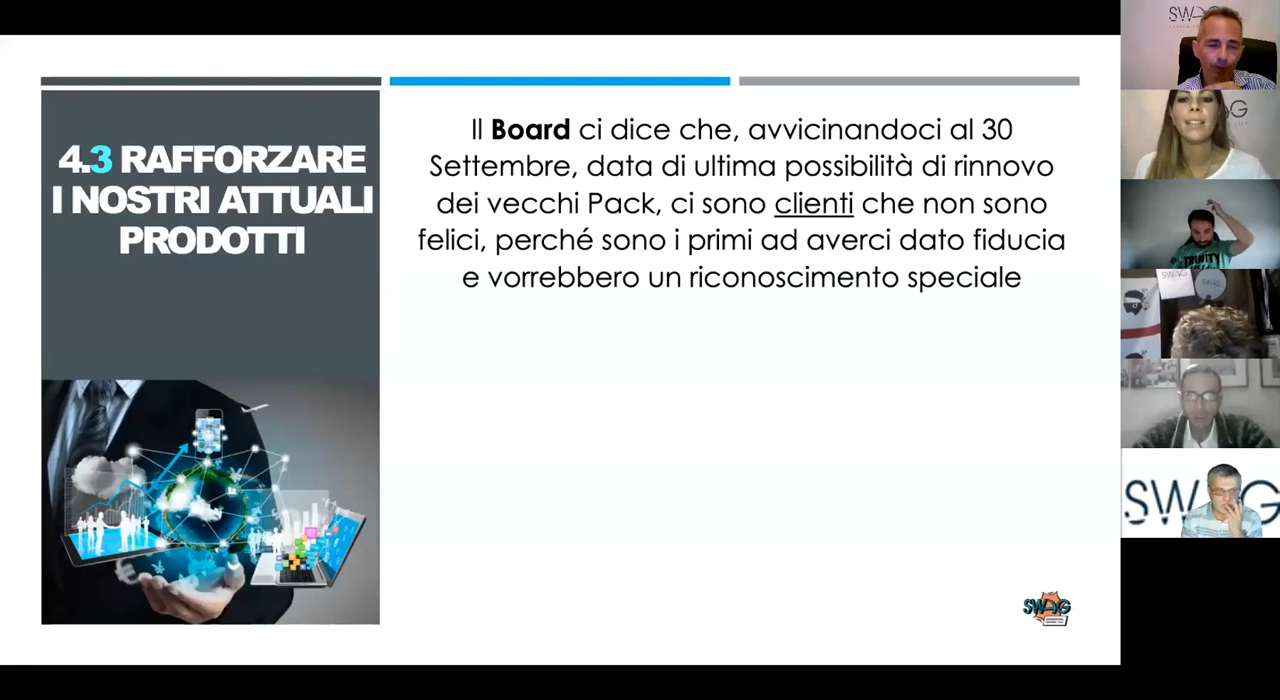 4.3 RAFFORZARE
I NOSTRI ATTUALI
PRODOTTI
Il Board ci dice che, avvicinandoci al 30
Settembre, data di ultima possibilità di rinnovo
dei vecchi Pack, ci sono clienti che non sono
felici, perché sono i primi ad averci dato fiducia
e vorrebbero un riconoscimento speciale
SWAG
SWAG